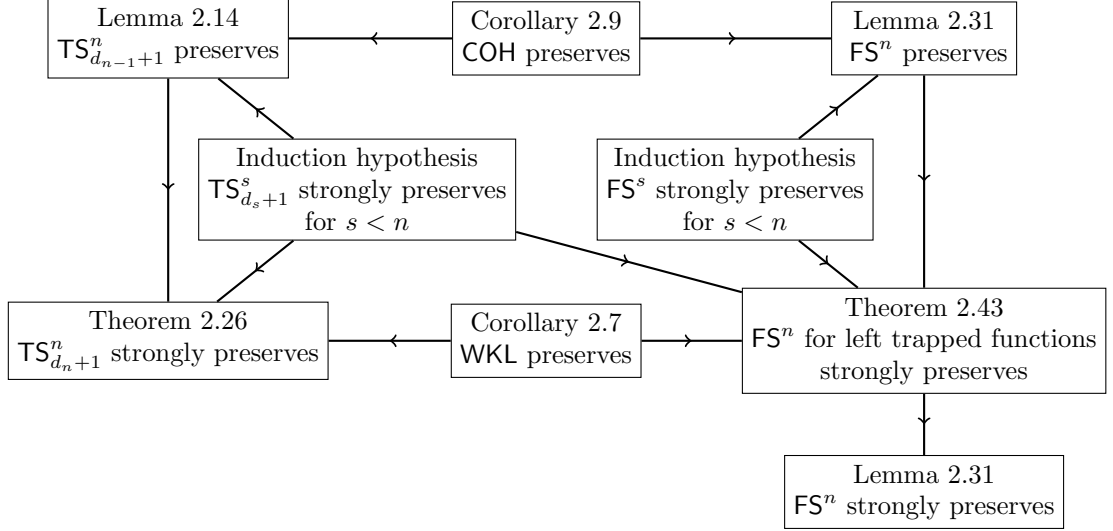 Lemma 2.14
TS^n_{d_{n−1}+1} preserves
Corollary 2.9
COH preserves
Lemma 2.31
FS^n preserves
Induction hypothesis
TS^s_{d_s+1} strongly preserves
for s < n
Induction hypothesis
FS^s strongly preserves
for s < n
Theorem 2.26
TS^n_{d_n+1} strongly preserves
Corollary 2.7
WKL preserves
Theorem 2.43
FS^n for left trapped functions
strongly preserves
Lemma 2.31
FS^n strongly preserves